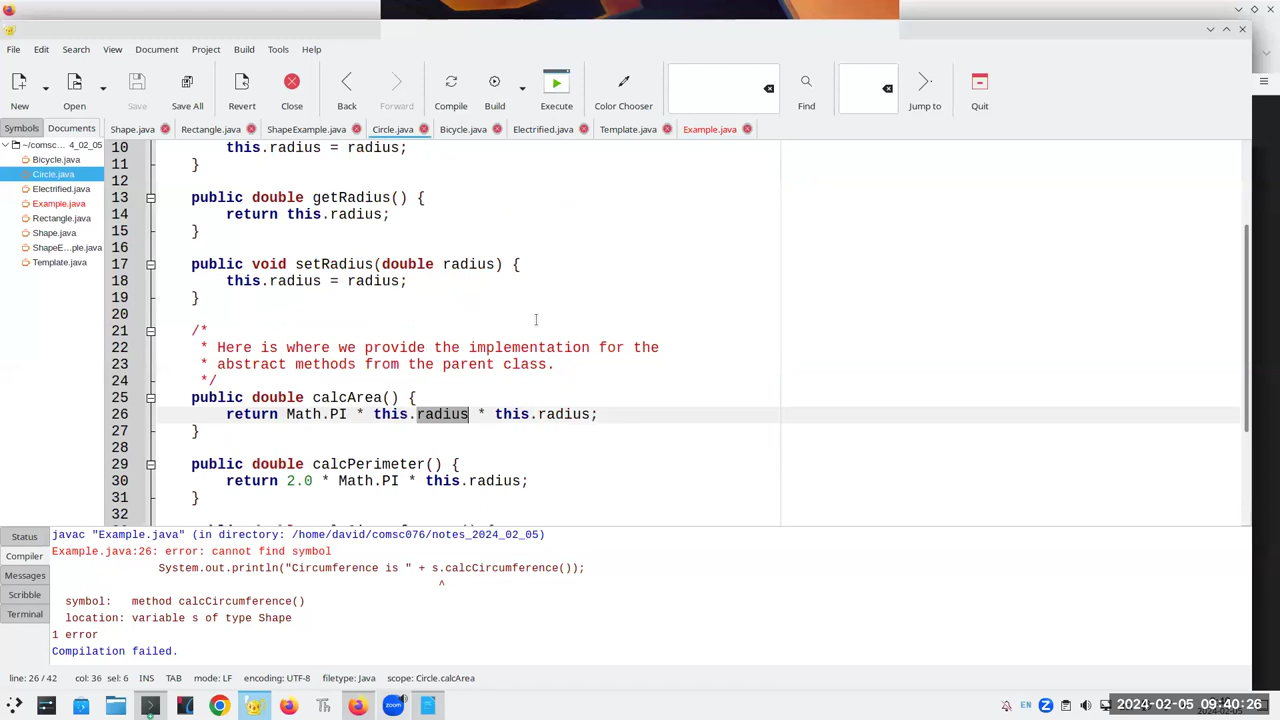 File Edit Search View Document Project Build Tools Help
New Open Save Save All Revert Close Back Forward Compile Build Execute Color Chooser Find Jump to Quit
Symbols Documents Shape.java Rectangle.java ShapeExample.java Circle.java Bicycle.java Electrified.java Template.java Example.java
~/comsc... 4_02_05
Bicycle.java
Circle.java
Electrified.java
Example.java
Rectangle.java
Shape.java
ShapeE...ple.java
Template.java
10 this.radius = radius;
11 }
12
13 public double getRadius() {
14 return this.radius;
15 }
16
17 public void setRadius(double radius) {
18 this.radius = radius;
19 }
20
21 /*
22 * Here is where we provide the implementation for the
23 * abstract methods from the parent class.
24 */
25 public double calcArea() {
26 return Math.PI * this.radius * this.radius;
27 }
28
29 public double calcPerimeter() {
30 return 2.0 * Math.PI * this.radius;
31 }
32
Status
Compiler
Messages
Scribble
Terminal
javac "Example.java" (in directory: /home/david/comsc076/notes_2024_02_05)
Example.java:26: error: cannot find symbol
System.out.println("Circumference is " + s.calcCircumference());
^
symbol: method calcCircumference()
location: variable s of type Shape
1 error
Compilation failed.
line: 26 / 42 col: 36 sel: 6 INS TAB mode: LF encoding: UTF-8 filetype: Java scope: Circle.calcArea
Th zoom EN Z 2024-02-05 09:40:26